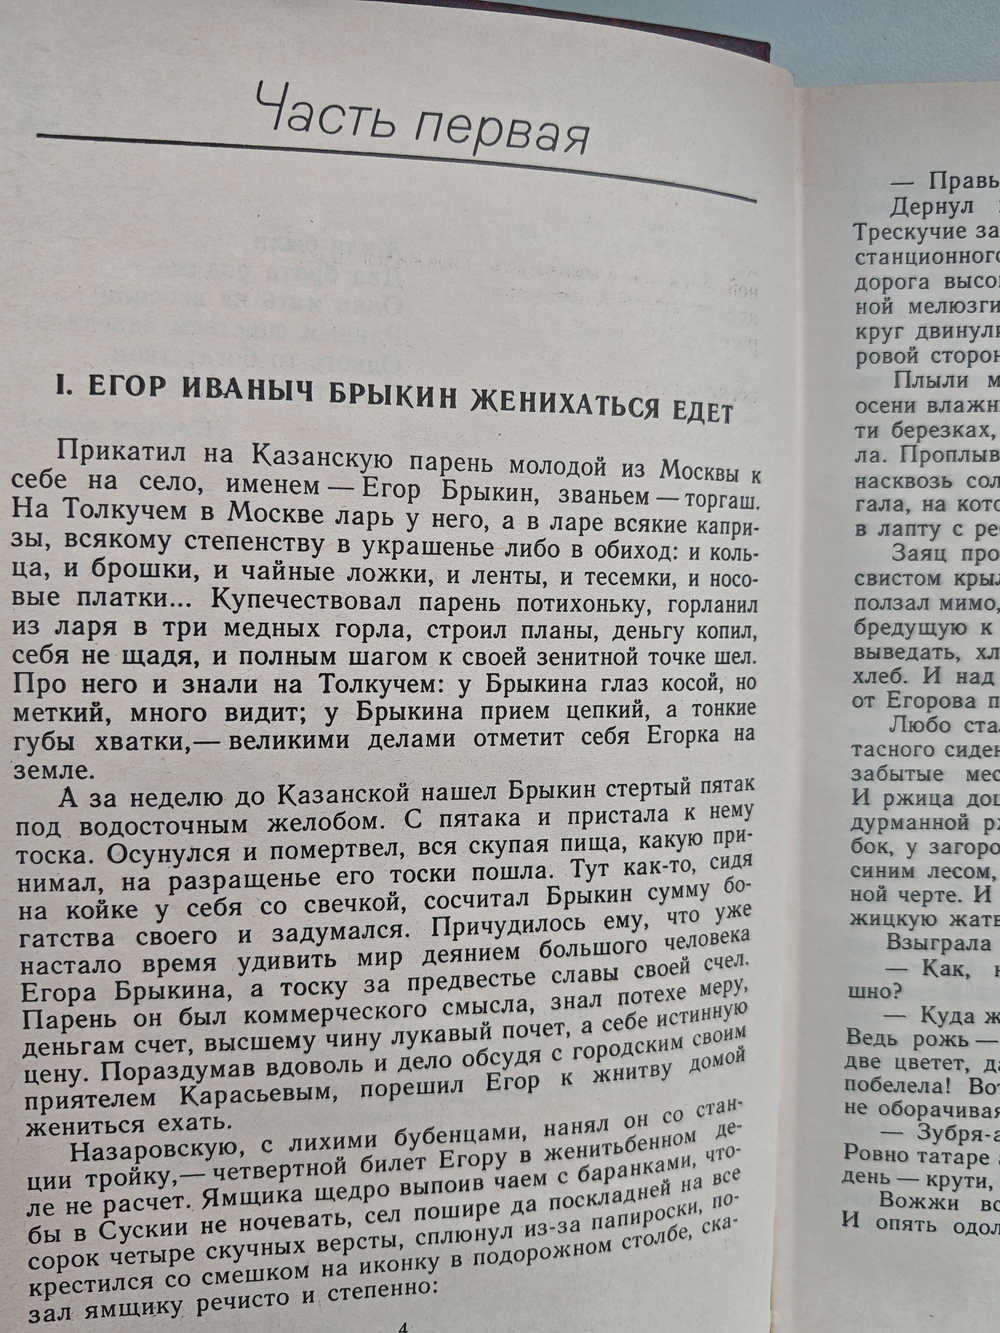 Часть первая
I. ЕГОР ИВАНЫЧ БРЫКИН ЖЕНИХАТЬСЯ ЕДЕТ
Прикатил на Казанскую парень молодой из Москвы к
себе на село, именем — Егор Брыкин, званьем — торгаш.
На Толкучем в Москве ларь у него, а в ларе всякие капри-
зы, всякому степенству в украшенье либо в обиход: и коль-
ца, и брошки, и чайные ложки, и ленты, и тесемки, и носо-
вые платки... Купечествовал парень потихоньку, горланил
из ларя в три медных горла, строил планы, деньгу копил,
себя не щадя, и полным шагом к своей зенитной точке шел.
Про него и знали на Толкучем: у Брыкина глаз косой, но
меткий, много видит; у Брыкина прием цепкий, а тонкие
губы хватки,— великими делами отметит себя Егорка на
земле.
А за неделю до Казанской нашел Брыкин стертый пятак
под водосточным желобом. С пятака и пристала к нему
тоска. Осунулся и помертвел, вся скупая пища, какую при-
нимал, на разращенье его тоски пошла. Тут как-то, сидя
на койке у себя со свечкой, сосчитал Брыкин сумму бо-
гатства своего и задумался. Причудилось ему, что уже
настало время удивить мир деянием большого человека
Егора Брыкина, а тоску за предвестье славы своей счел.
Парень он был коммерческого смысла, знал потехе меру,
деньгам счет, высшему чину лукавый почет, а себе истинную
цену. Пораздумав вдоволь и дело обсудя с городским своим
приятелем Карасьевым, порешил Егор к жнитву домой
жениться ехать.
Назаровскую, с лихими бубенцами, нанял он со стан-
ции тройку,— четвертной билет Егору в женитьбенном де-
ле не расчет. Ямщика щедро выпоив чаем с баранками, что-
бы в Сускии не ночевать, сел пошире да поскладней на все
сорок четыре скучных версты, сплюнул из-за папироски, по-
крестился со смешком на иконку в подорожном столбе, ска-
зал ямщику речисто и степенно:
4
— Правь
Дернул
Трескучие за
станционного
дорога высо
ной мелюзги
круг двинули
ровой сторон
Плыли м
осени влажн
ти березках,
ла. Проплыв
насквозь сол
гала, на кото
в лапту с ре
Заяц про
свистом крыл
ползал мимо,
бредущую к
выведать, хл
хлеб. И над
от Егорова п
Любо ста
тасного сиден
забытые мес
И ржица дош
дурманной рж
бок, у загоро
синим лесом,
ной черте. И
жицкую жатв
Взыграла
— Как, н
шно?
— Куда ж
Ведь рожь —
две цветет, да
побелела! Вот
не оборачивая
— Зубря-а
Ровно татаре
день — крути,
Вожжи вс
И опять одол